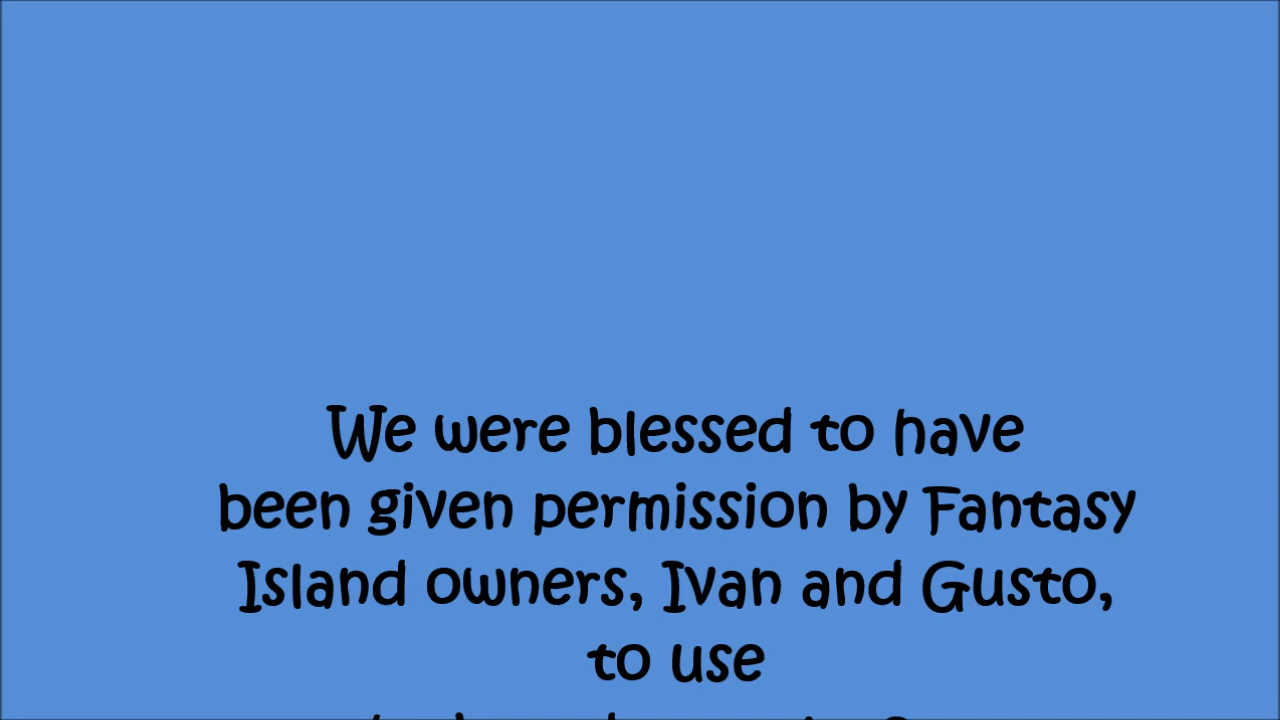 We were blessed to have
been given permission by Fantasy
Island owners, Ivan and Gusto,
to use